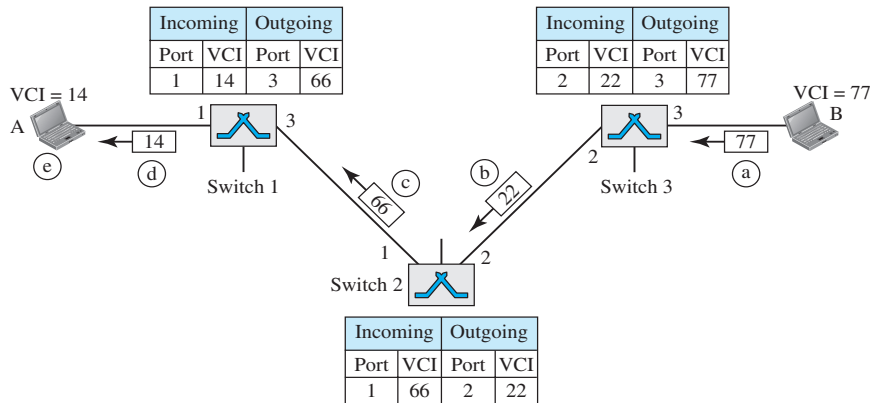 Incoming Outgoing
Port VCI Port VCI
1 14 3 66
Incoming Outgoing
Port VCI Port VCI
2 22 3 77
VCI = 14
A
e
14
d
1
3
Switch 1
66
c
b
22
2
3
Switch 3
77
a
VCI = 77
B
1
2
Switch 2
Incoming Outgoing
Port VCI Port VCI
1 66 2 22